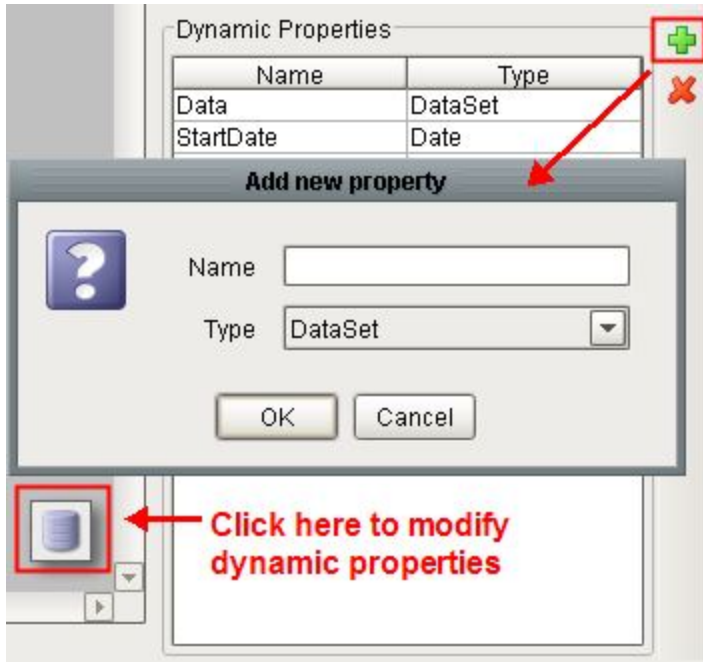 Dynamic Properties
Name Type
Data DataSet
StartDate Date
Add new property
Name
Type DataSet
OK Cancel
Click here to modify
dynamic properties